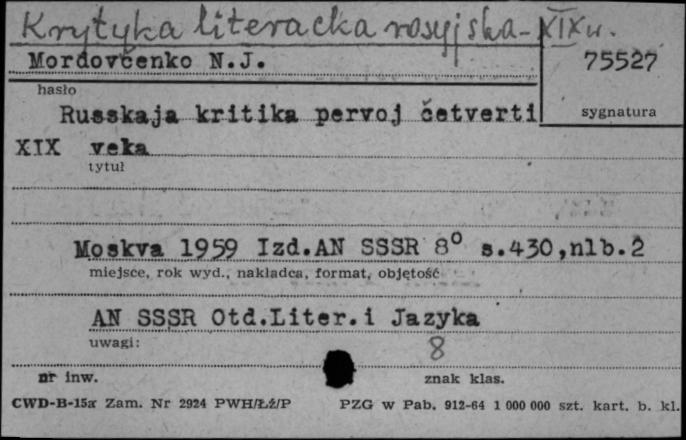 Krytyka literacka rosyjska - XIX w.
Mordovčenko N.J.
75527
hasło
sygnatura
Russkaja kritika pervoj četverti
XIX veka
tytuł
Moskva 1959 Izd.AN SSSR 8° s.430,nlb.2
miejsce, rok wyd., nakładca, format, objętość
AN SSSR Otd.Liter.i Jazyka
uwagi:
8
nr inw.
znak klas.
CWD-B-15a Zam. Nr 2924 PWH/Łź/P PZG w Pab. 912-64 1 000 000 szt. kart. b. kl.